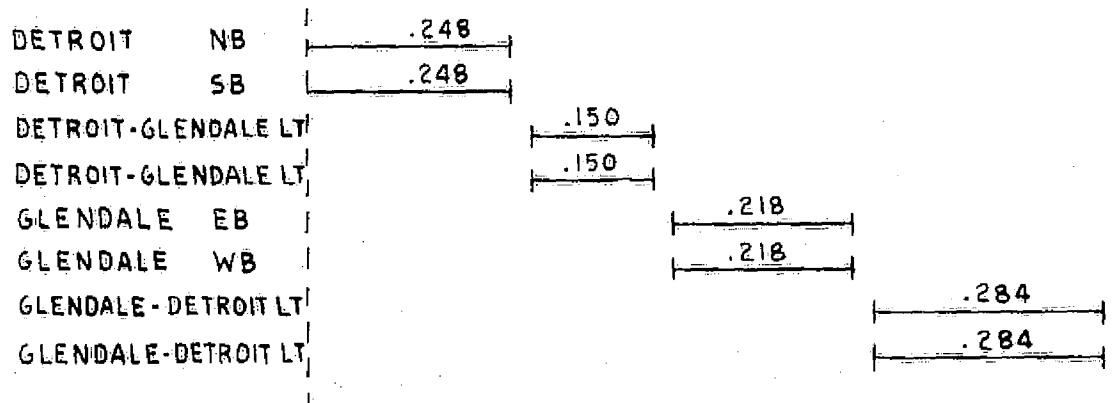 DETROIT NB .248
DETROIT SB .248
DETROIT-GLENDALE LT .150
DETROIT-GLENDALE LT .150
GLENDALE EB .218
GLENDALE WB .218
GLENDALE-DETROIT LT .284
GLENDALE-DETROIT LT .284